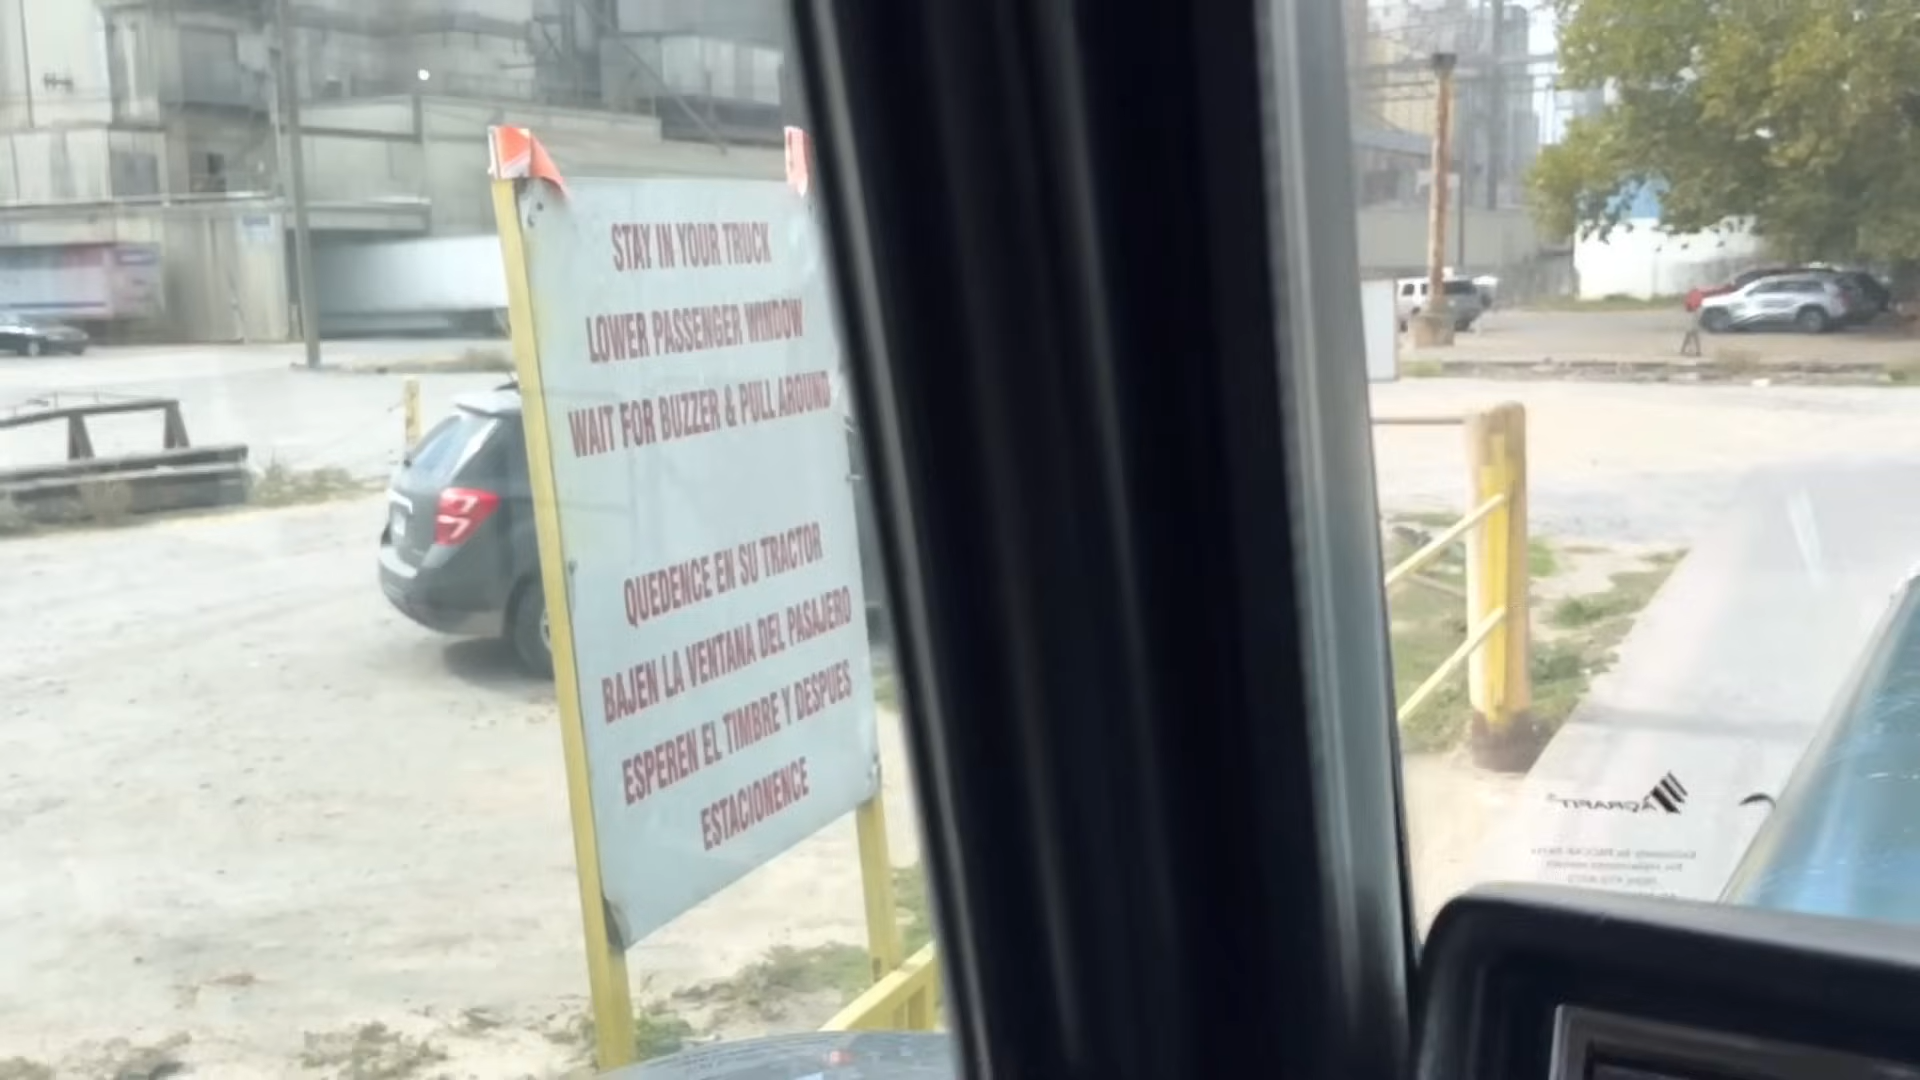 STAY IN YOUR TRUCK
LOWER PASSENGER WINDOW
WAIT FOR BUZZER & PULL AROUND
QUEDENCE EN SU TRACTOR
BAJEN LA VENTANA DEL PASAJERO
ESPEREN EL TIMBRE Y DESPUES
ESTACIONENCE